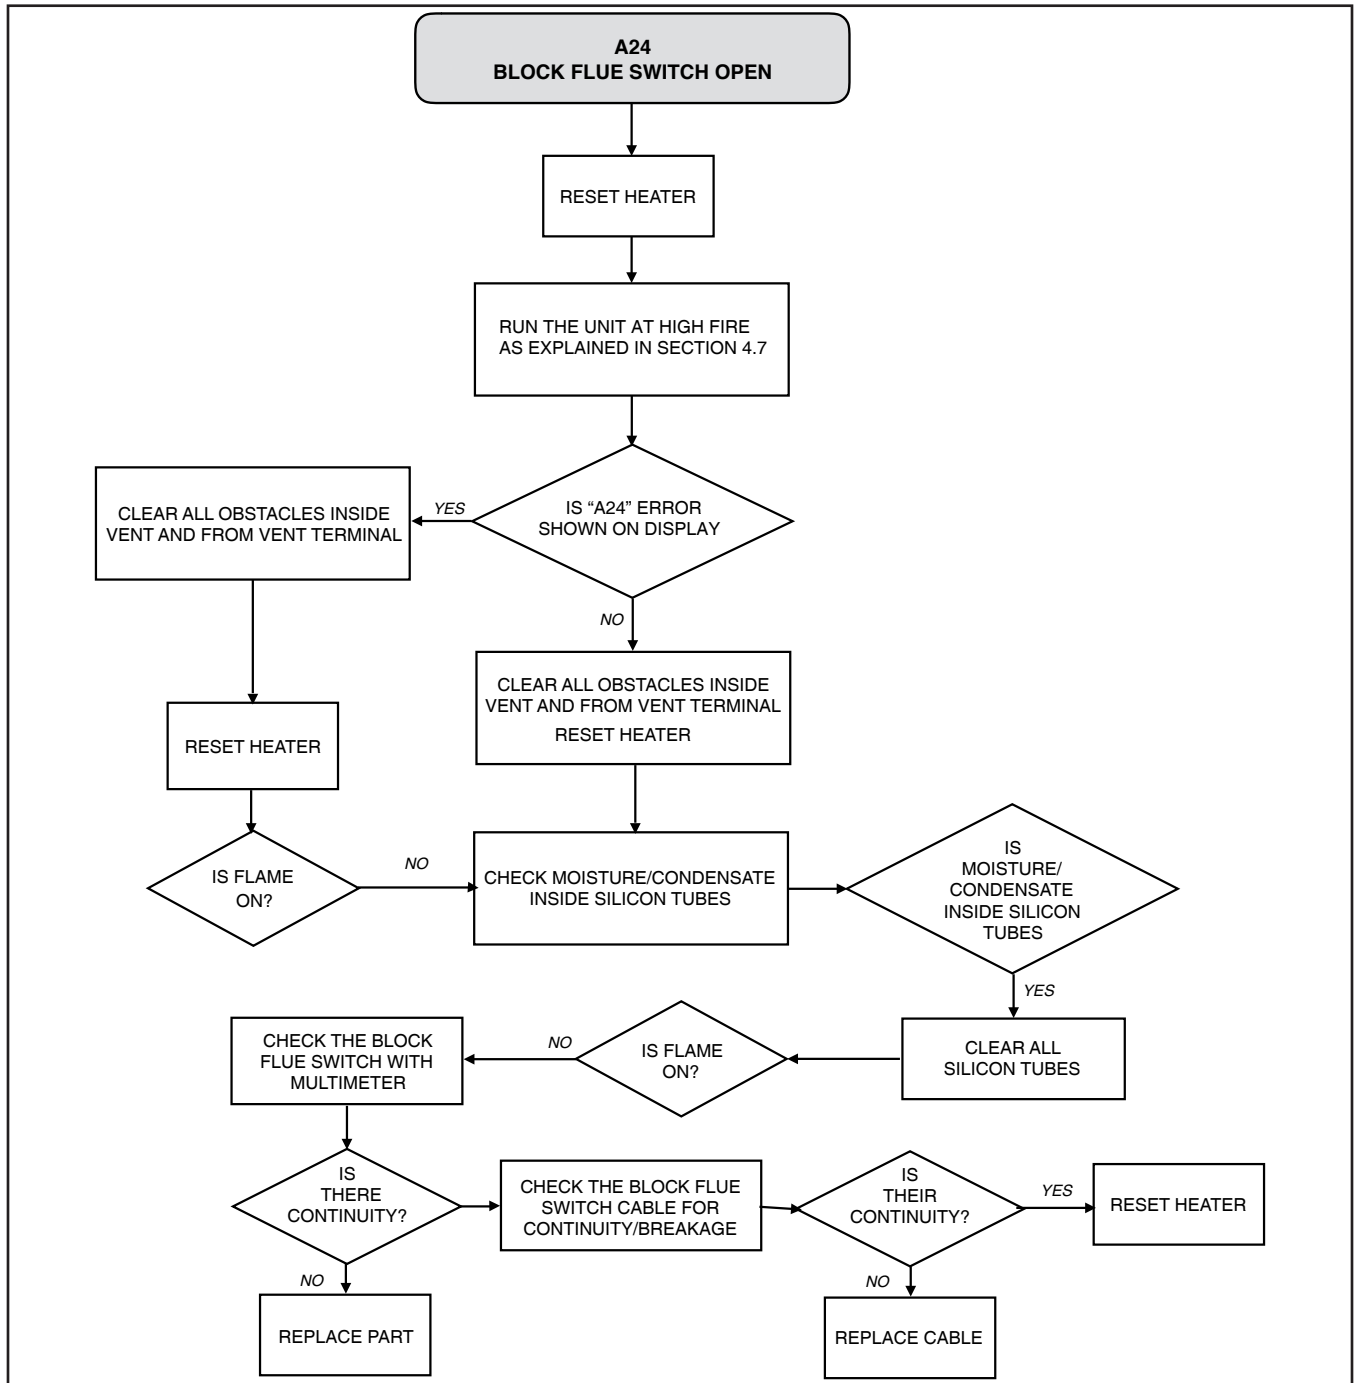 A24
BLOCK FLUE SWITCH OPEN
RESET HEATER
RUN THE UNIT AT HIGH FIRE
AS EXPLAINED IN SECTION 4.7
IS “A24” ERROR
SHOWN ON DISPLAY
YES
CLEAR ALL OBSTACLES INSIDE
VENT AND FROM VENT TERMINAL
NO
CLEAR ALL OBSTACLES INSIDE
VENT AND FROM VENT TERMINAL
RESET HEATER
RESET HEATER
IS FLAME
ON?
NO
CHECK MOISTURE/CONDENSATE
INSIDE SILICON TUBES
IS
MOISTURE/
CONDENSATE
INSIDE SILICON
TUBES
YES
CLEAR ALL
SILICON TUBES
IS FLAME
ON?
NO
CHECK THE BLOCK
FLUE SWITCH WITH
MULTIMETER
IS
THERE
CONTINUITY?
CHECK THE BLOCK FLUE
SWITCH CABLE FOR
CONTINUITY/BREAKAGE
IS
THEIR
CONTINUITY?
YES
RESET HEATER
NO
REPLACE PART
NO
REPLACE CABLE